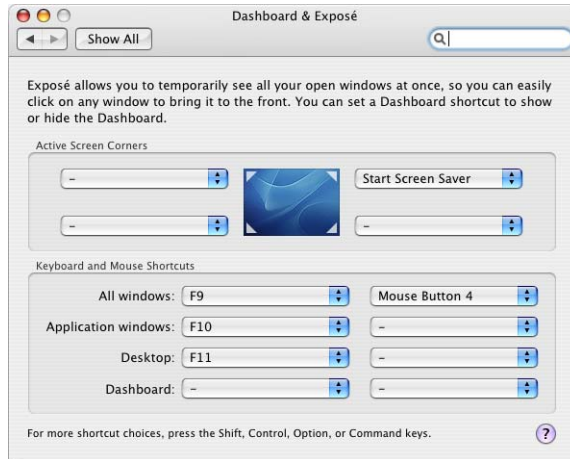 Dashboard & Exposé
Show All
Exposé allows you to temporarily see all your open windows at once, so you can easily
click on any window to bring it to the front. You can set a Dashboard shortcut to show
or hide the Dashboard.
Active Screen Corners
– Start Screen Saver
– –
Keyboard and Mouse Shortcuts
All windows: F9 Mouse Button 4
Application windows: F10 –
Desktop: F11 –
Dashboard: – –
For more shortcut choices, press the Shift, Control, Option, or Command keys. ?